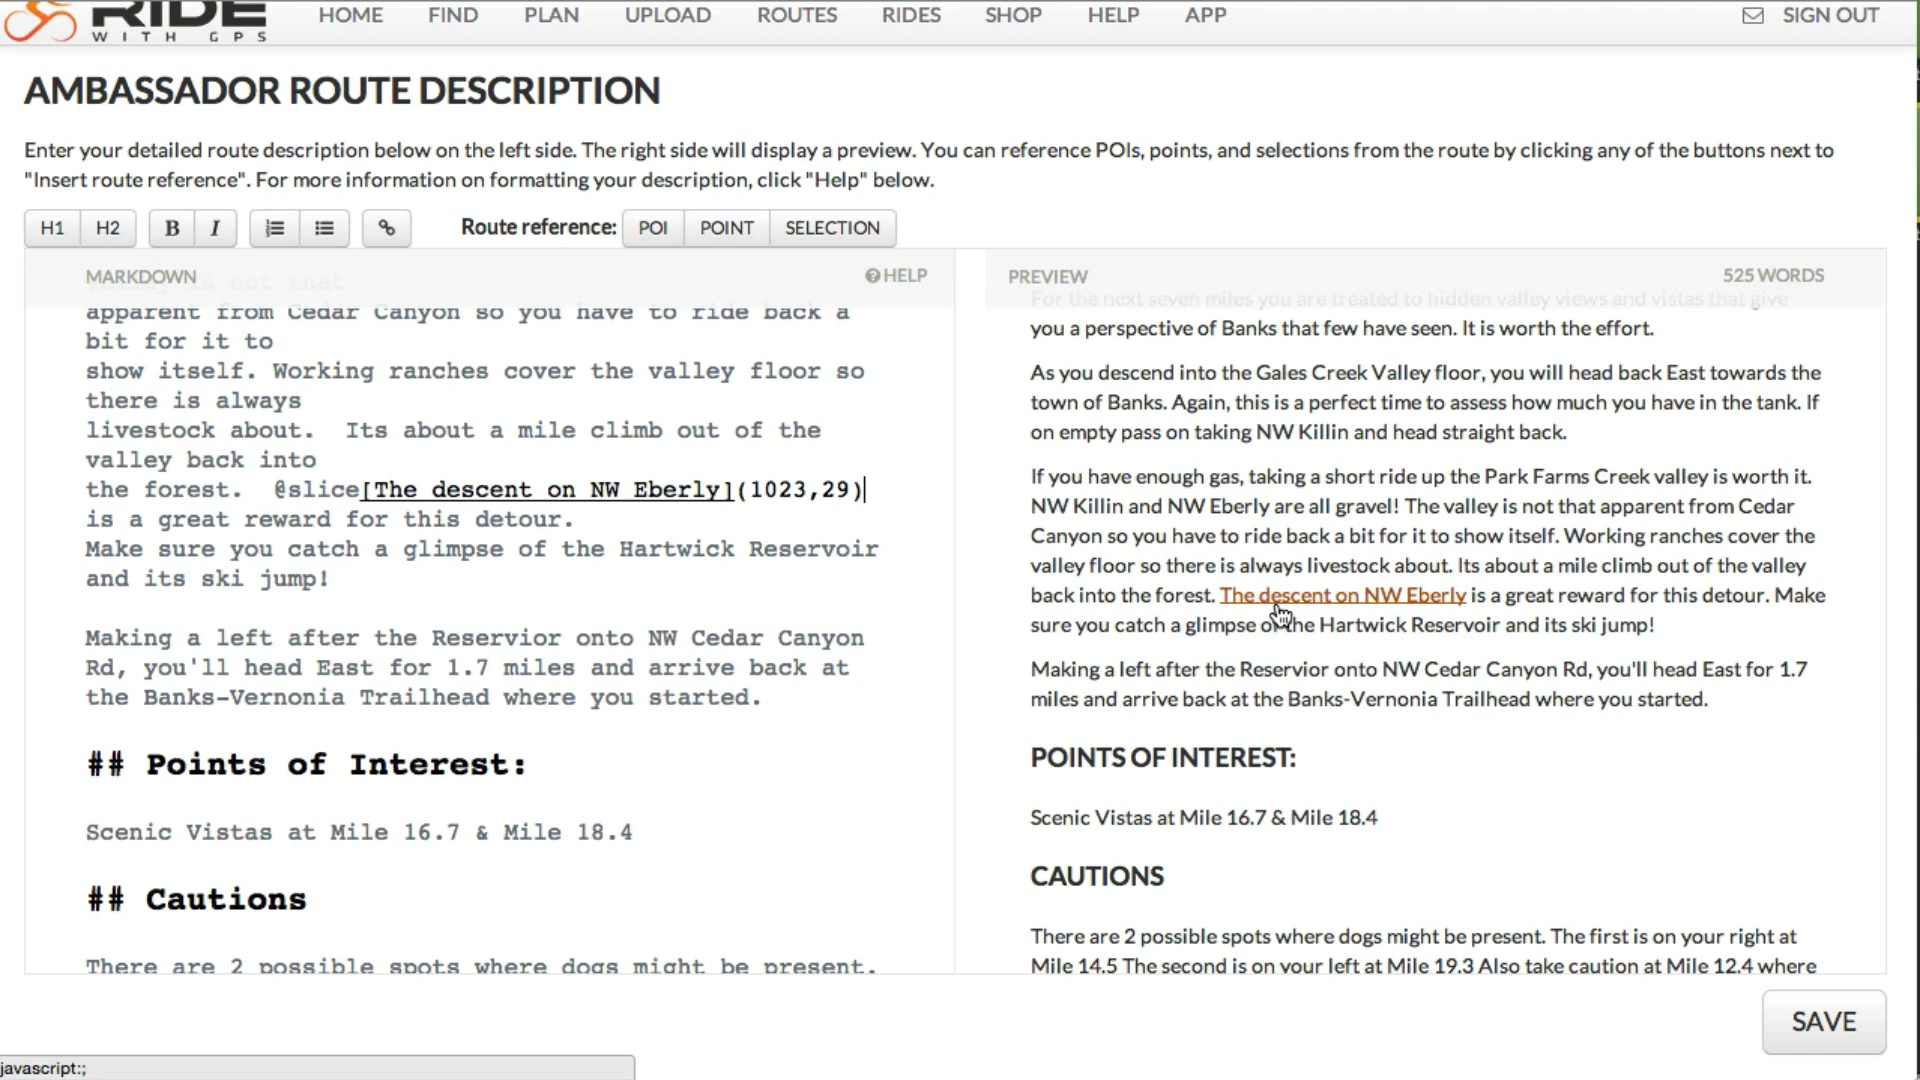 RIDE
WITH GPS
HOME FIND PLAN UPLOAD ROUTES RIDES SHOP HELP APP SIGN OUT
AMBASSADOR ROUTE DESCRIPTION
Enter your detailed route description below on the left side. The right side will display a preview. You can reference POIs, points, and selections from the route by clicking any of the buttons next to
"Insert route reference". For more information on formatting your description, click "Help" below.
H1 H2 B I Route reference: POI POINT SELECTION
MARKDOWN HELP
valley is not that
apparent from Cedar Canyon so you have to ride back a
bit for it to
show itself. Working ranches cover the valley floor so
there is always
livestock about.  Its about a mile climb out of the
valley back into
the forest.  @slice[The descent on NW Eberly](1023,29)
is a great reward for this detour.
Make sure you catch a glimpse of the Hartwick Reservoir
and its ski jump!
Making a left after the Reservior onto NW Cedar Canyon
Rd, you'll head East for 1.7 miles and arrive back at
the Banks-Vernonia Trailhead where you started.
## Points of Interest:
Scenic Vistas at Mile 16.7 & Mile 18.4
## Cautions
There are 2 possible spots where dogs might be present.
PREVIEW 525 WORDS
For the next seven miles you are treated to hidden valley views and vistas that give
you a perspective of Banks that few have seen. It is worth the effort.
As you descend into the Gales Creek Valley floor, you will head back East towards the
town of Banks. Again, this is a perfect time to assess how much you have in the tank. If
on empty pass on taking NW Killin and head straight back.
If you have enough gas, taking a short ride up the Park Farms Creek valley is worth it.
NW Killin and NW Eberly are all gravel! The valley is not that apparent from Cedar
Canyon so you have to ride back a bit for it to show itself. Working ranches cover the
valley floor so there is always livestock about. Its about a mile climb out of the valley
back into the forest. The descent on NW Eberly is a great reward for this detour. Make
sure you catch a glimpse of the Hartwick Reservoir and its ski jump!
Making a left after the Reservior onto NW Cedar Canyon Rd, you'll head East for 1.7
miles and arrive back at the Banks-Vernonia Trailhead where you started.
POINTS OF INTEREST:
Scenic Vistas at Mile 16.7 & Mile 18.4
CAUTIONS
There are 2 possible spots where dogs might be present. The first is on your right at
Mile 14.5 The second is on your left at Mile 19.3 Also take caution at Mile 12.4 where
SAVE
javascript:;